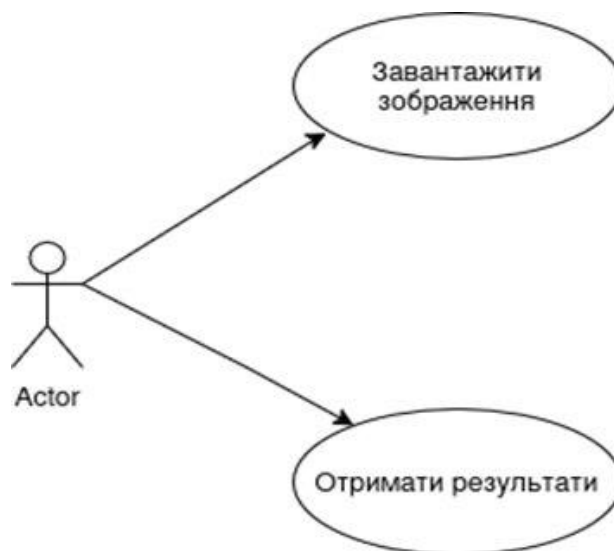 Завантажити
зображення
Actor
Отримати результати